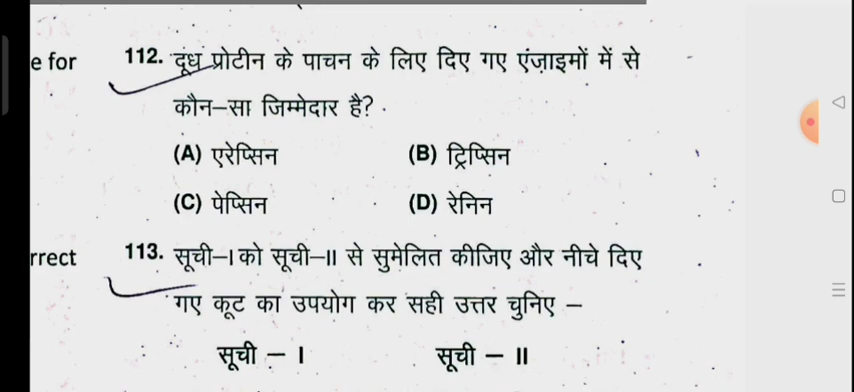 e for
112. दूध प्रोटीन के पाचन के लिए दिए गए एंज़ाइमों में से
कौन–सा जिम्मेदार है?
(A) एरेप्सिन (B) ट्रिप्सिन
(C) पेप्सिन (D) रेनिन
rrect
113. सूची–I को सूची–II से सुमेलित कीजिए और नीचे दिए
गए कूट का उपयोग कर सही उत्तर चुनिए –
सूची – I सूची – II